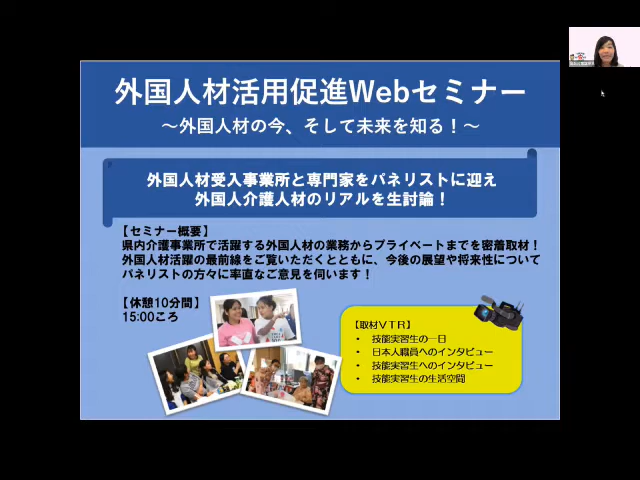 外国人材活用促進Webセミナー
～外国人材の今、そして未来を知る！～
外国人材受入事業所と専門家をパネリストに迎え
外国人介護人材のリアルを生討論！
【セミナー概要】
県内介護事業所で活躍する外国人材の業務からプライベートまでを密着取材！
外国人材活躍の最前線をご覧いただくとともに、今後の展望や将来性について
パネリストの方々に率直なご意見を伺います！
【休憩10分間】
15:00ころ
【取材ＶＴＲ】
• 技能実習生の一日
• 日本人職員へのインタビュー
• 技能実習生へのインタビュー
• 技能実習生の生活空間